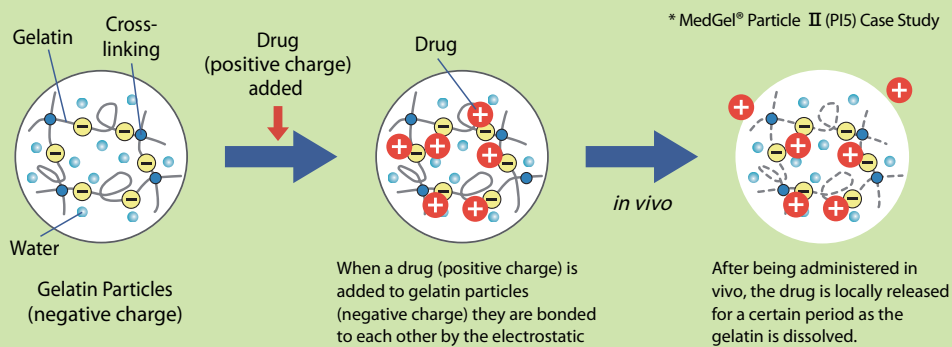 * MedGel® Particle Ⅱ (PI5) Case Study
Gelatin
Cross-
linking
Drug
(positive charge)
added
Drug
Water
in vivo
Gelatin Particles
(negative charge)
When a drug (positive charge) is
added to gelatin particles
(negative charge) they are bonded
to each other by the electrostatic
After being administered in
vivo, the drug is locally released
for a certain period as the
gelatin is dissolved.